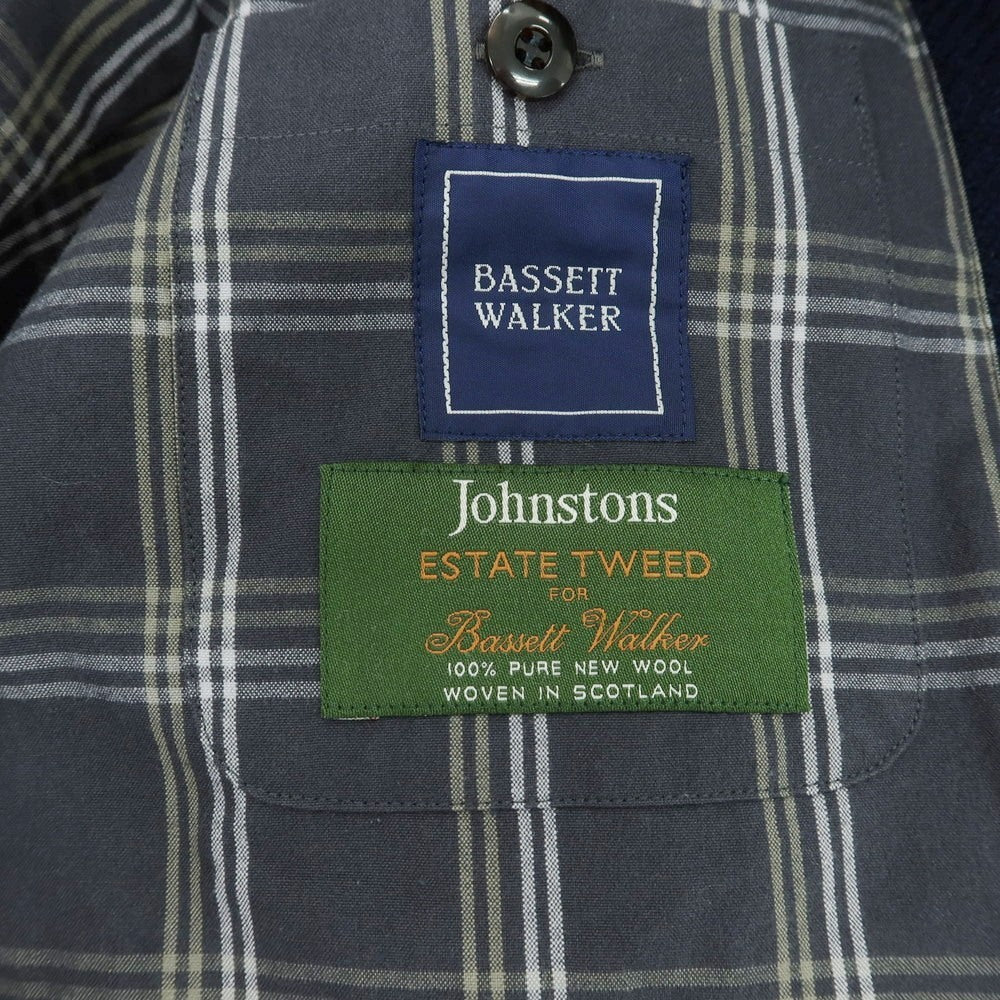 BASSETT
WALKER
Johnstons
ESTATE TWEED
FOR
Bassett Walker
100% PURE NEW WOOL
WOVEN IN SCOTLAND